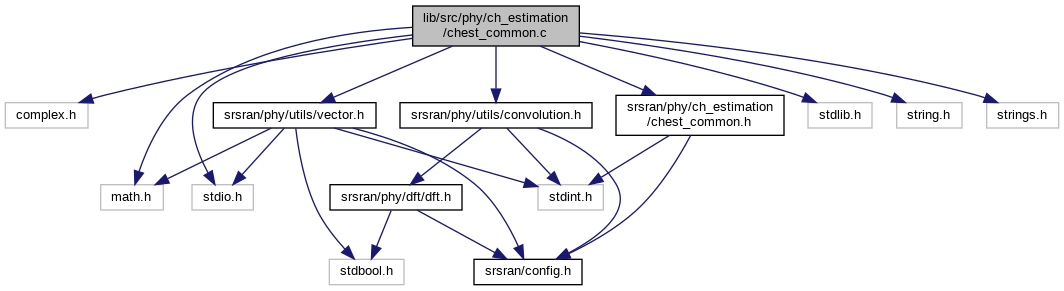 lib/src/phy/ch_estimation
/chest_common.c
complex.h
srsran/phy/utils/vector.h
srsran/phy/utils/convolution.h
srsran/phy/ch_estimation
/chest_common.h
stdlib.h
string.h
strings.h
math.h
stdio.h
srsran/phy/dft/dft.h
stdint.h
stdbool.h
srsran/config.h